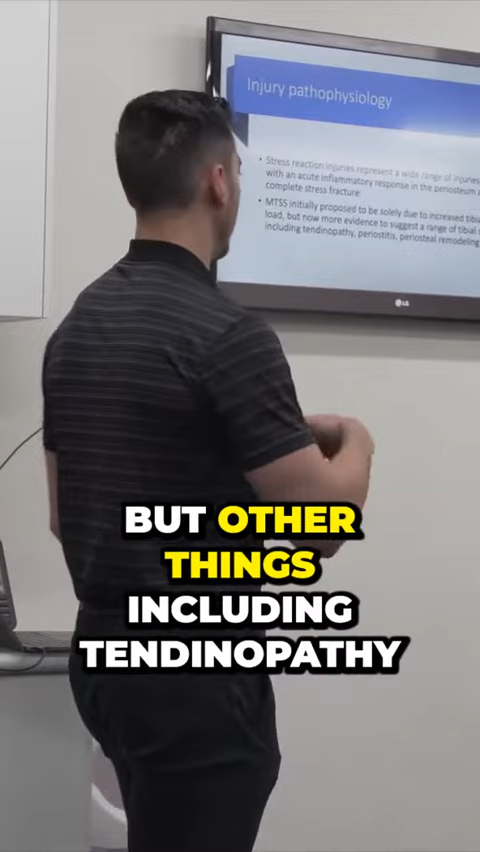 Injury pathophysiology
• Stress reaction injuries represent a wide range of injuries
with an acute inflammatory response in the periosteum
complete stress fracture
• MTSS initially proposed to be solely due to increased
load, but now more evidence to suggest a range of tibial
including tendinopathy, periostitis, periosteal remodeling
LG
BUT OTHER
THINGS
INCLUDING
TENDINOPATHY